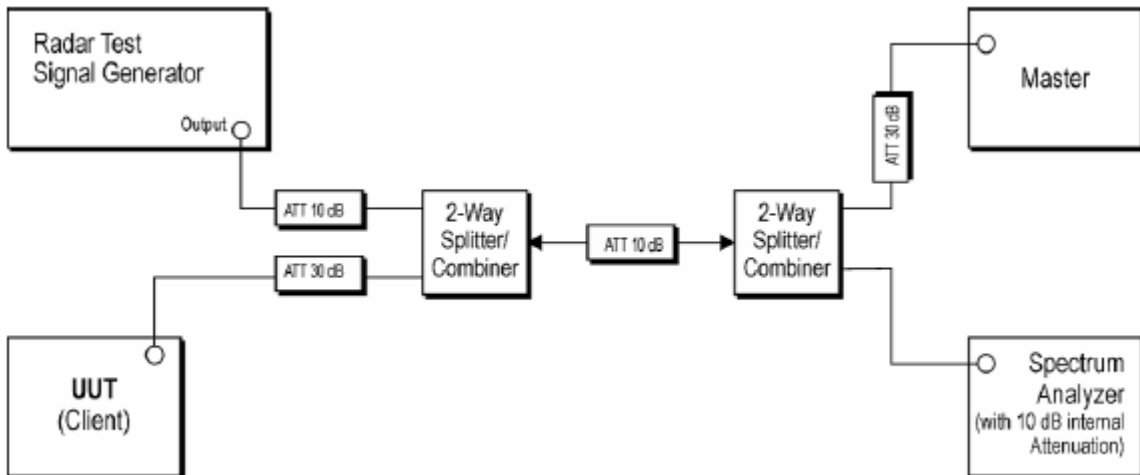 Radar Test
Signal Generator
Output
ATT 10 dB
2-Way
Splitter/
Combiner
ATT 30 dB
UUT
(Client)
ATT 10 dB
2-Way
Splitter/
Combiner
ATT 30 dB
Master
Spectrum
Analyzer
(with 10 dB internal
Attenuation)